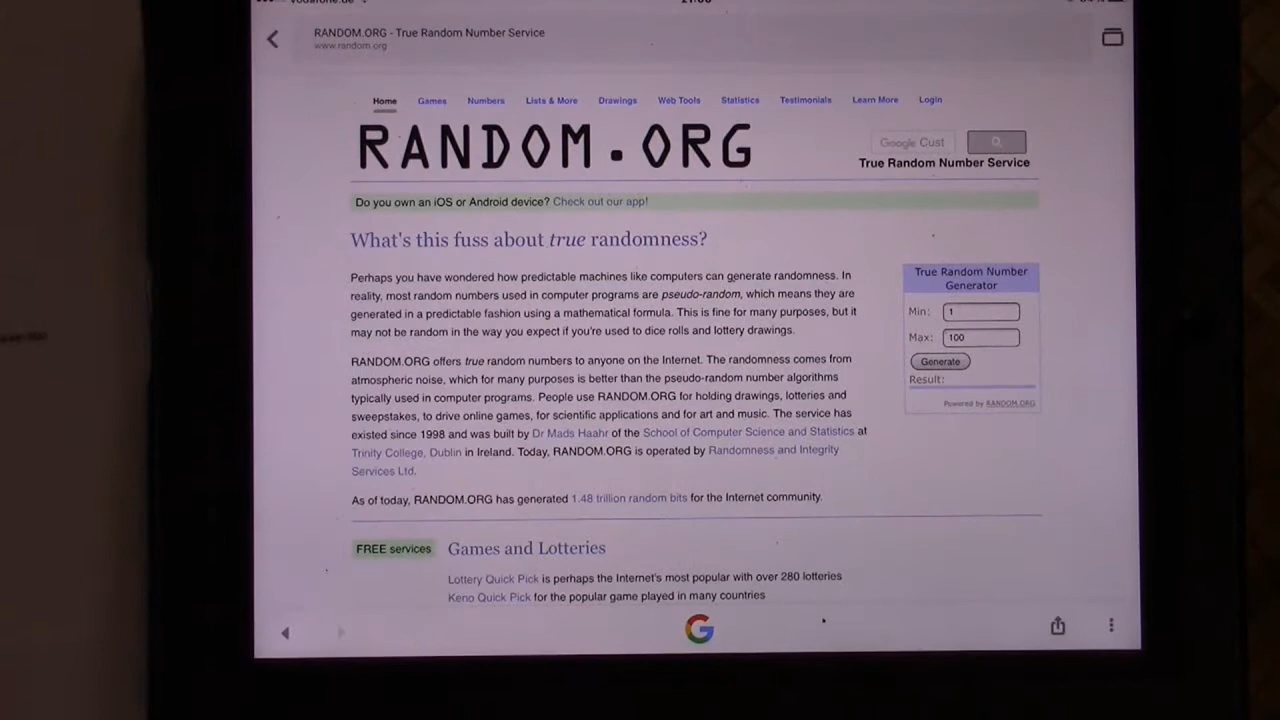 RANDOM.ORG - True Random Number Service
www.random.org
Home Games Numbers Lists & More Drawings Web Tools Statistics Testimonials Learn More Login
RANDOM.ORG
Google Cust
True Random Number Service
Do you own an iOS or Android device? Check out our app!
What's this fuss about true randomness?
Perhaps you have wondered how predictable machines like computers can generate randomness. In
reality, most random numbers used in computer programs are pseudo-random, which means they are
generated in a predictable fashion using a mathematical formula. This is fine for many purposes, but it
may not be random in the way you expect if you're used to dice rolls and lottery drawings.
RANDOM.ORG offers true random numbers to anyone on the Internet. The randomness comes from
atmospheric noise, which for many purposes is better than the pseudo-random number algorithms
typically used in computer programs. People use RANDOM.ORG for holding drawings, lotteries and
sweepstakes, to drive online games, for scientific applications and for art and music. The service has
existed since 1998 and was built by Dr Mads Haahr of the School of Computer Science and Statistics at
Trinity College, Dublin in Ireland. Today, RANDOM.ORG is operated by Randomness and Integrity
Services Ltd.
As of today, RANDOM.ORG has generated 1.48 trillion random bits for the Internet community.
True Random Number
Generator
Min: 1
Max: 100
Generate
Result:
Powered by RANDOM.ORG
FREE services
Games and Lotteries
Lottery Quick Pick is perhaps the Internet's most popular with over 280 lotteries
Keno Quick Pick for the popular game played in many countries